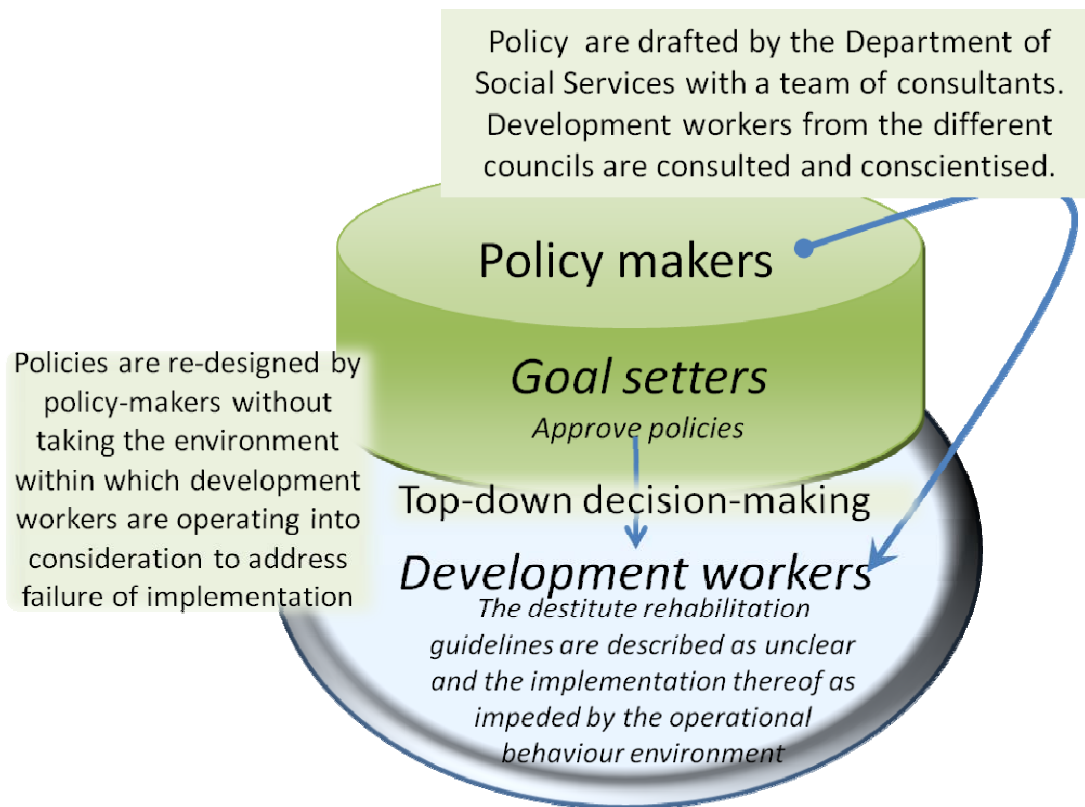 Policy are drafted by the Department of
Social Services with a team of consultants.
Development workers from the different
councils are consulted and conscientised.
Policy makers
Goal setters
Approve policies
Policies are re-designed by
policy-makers without
taking the environment
within which development
workers are operating into
consideration to address
failure of implementation
Top-down decision-making
Development workers
The destitute rehabilitation
guidelines are described as unclear
and the implementation thereof as
impeded by the operational
behaviour environment